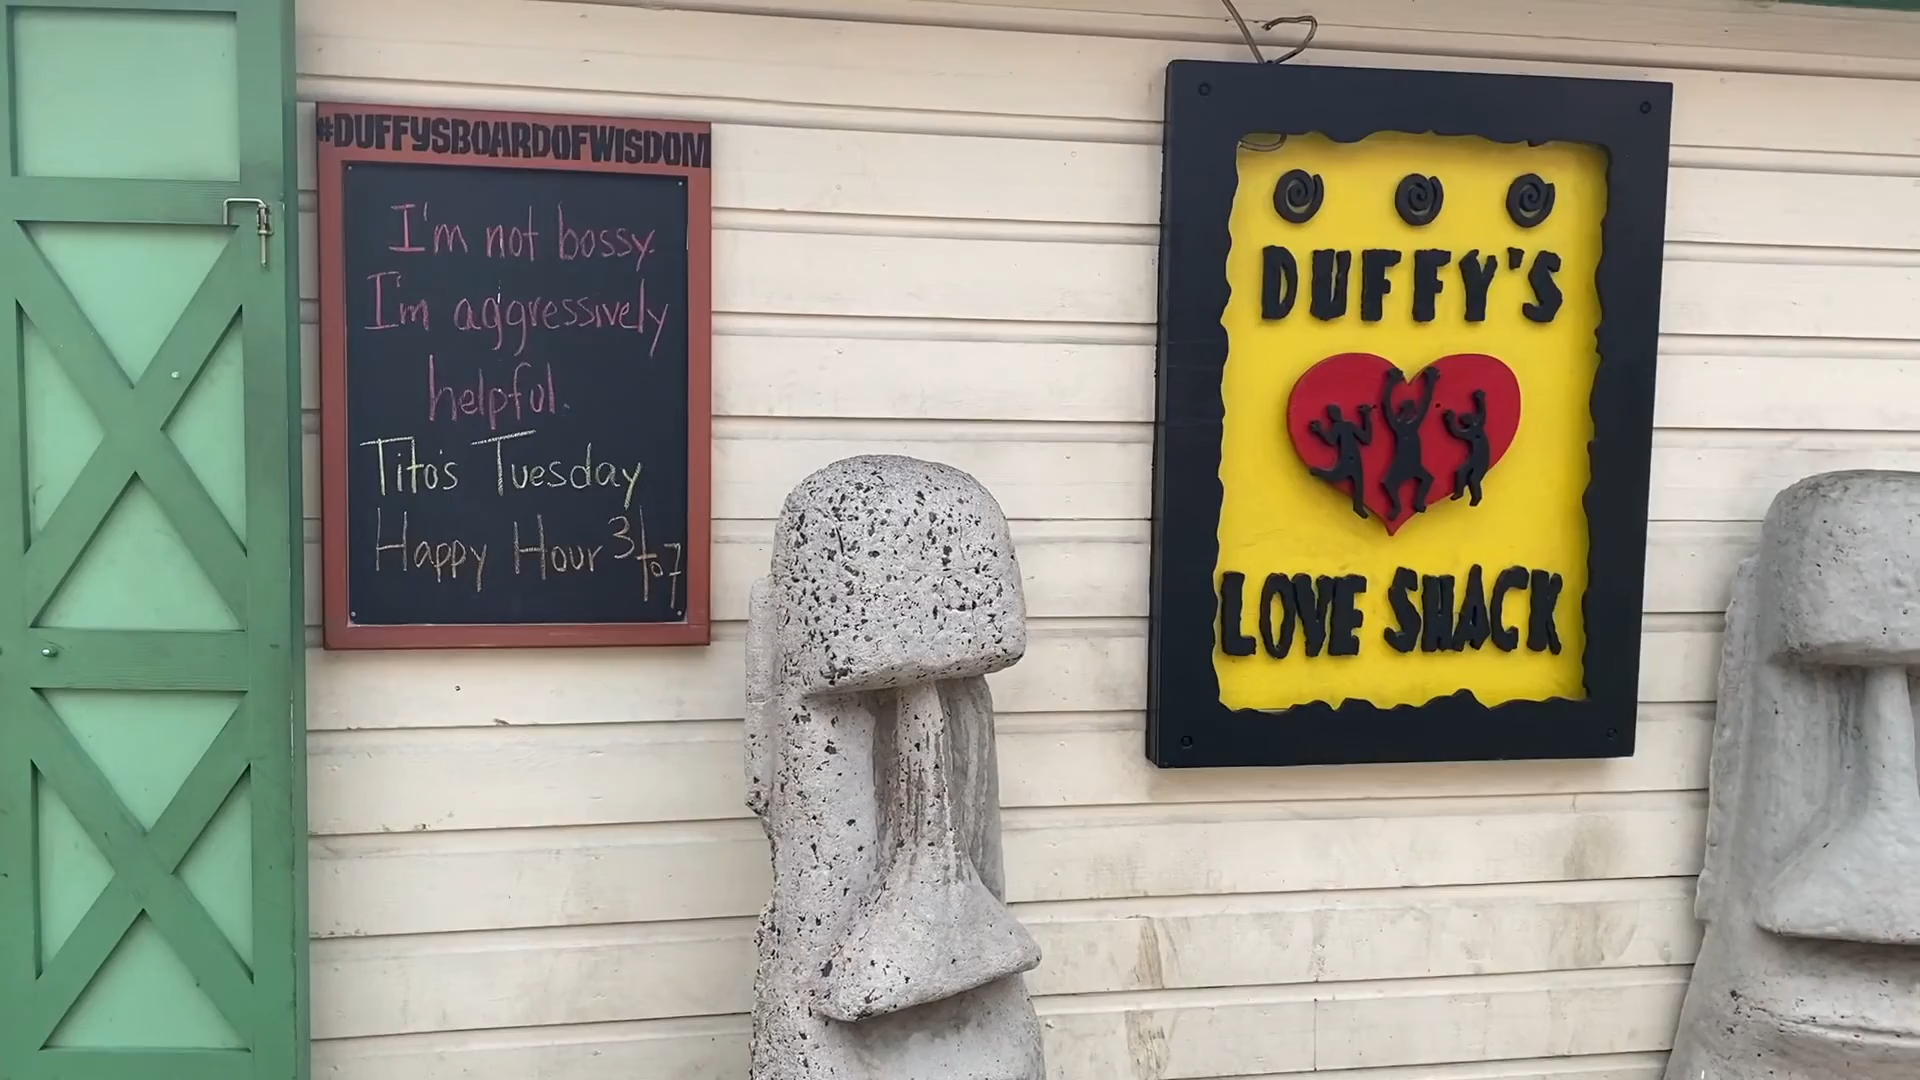 #DUFFYSBOARDOFWISDOM
I'm not bossy.
I'm aggressively
helpful.
Tito's Tuesday
Happy Hour 3 to 7
DUFFY'S
LOVE SHACK